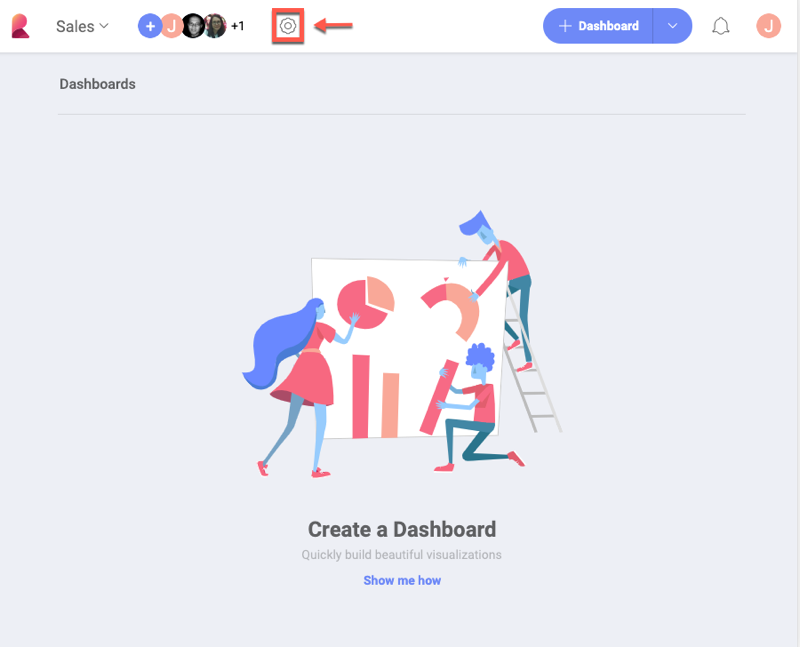 Sales
+ J +1
+ Dashboard
J
Dashboards
Create a Dashboard
Quickly build beautiful visualizations
Show me how